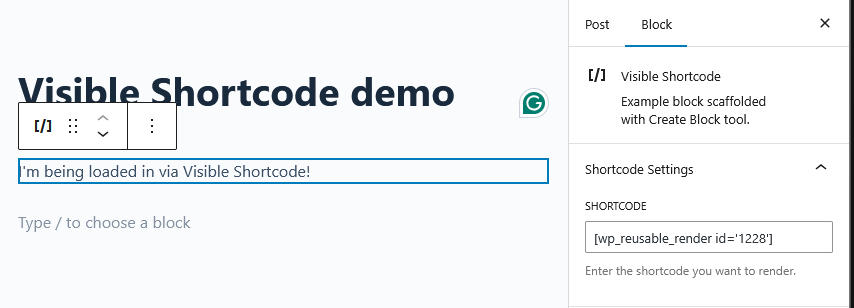 Visible Shortcode demo
[/]
I'm being loaded in via Visible Shortcode!
Type / to choose a block
Post
Block
[/]
Visible Shortcode
Example block scaffolded
with Create Block tool.
Shortcode Settings
SHORTCODE
[wp_reusable_render id='1228']
Enter the shortcode you want to render.